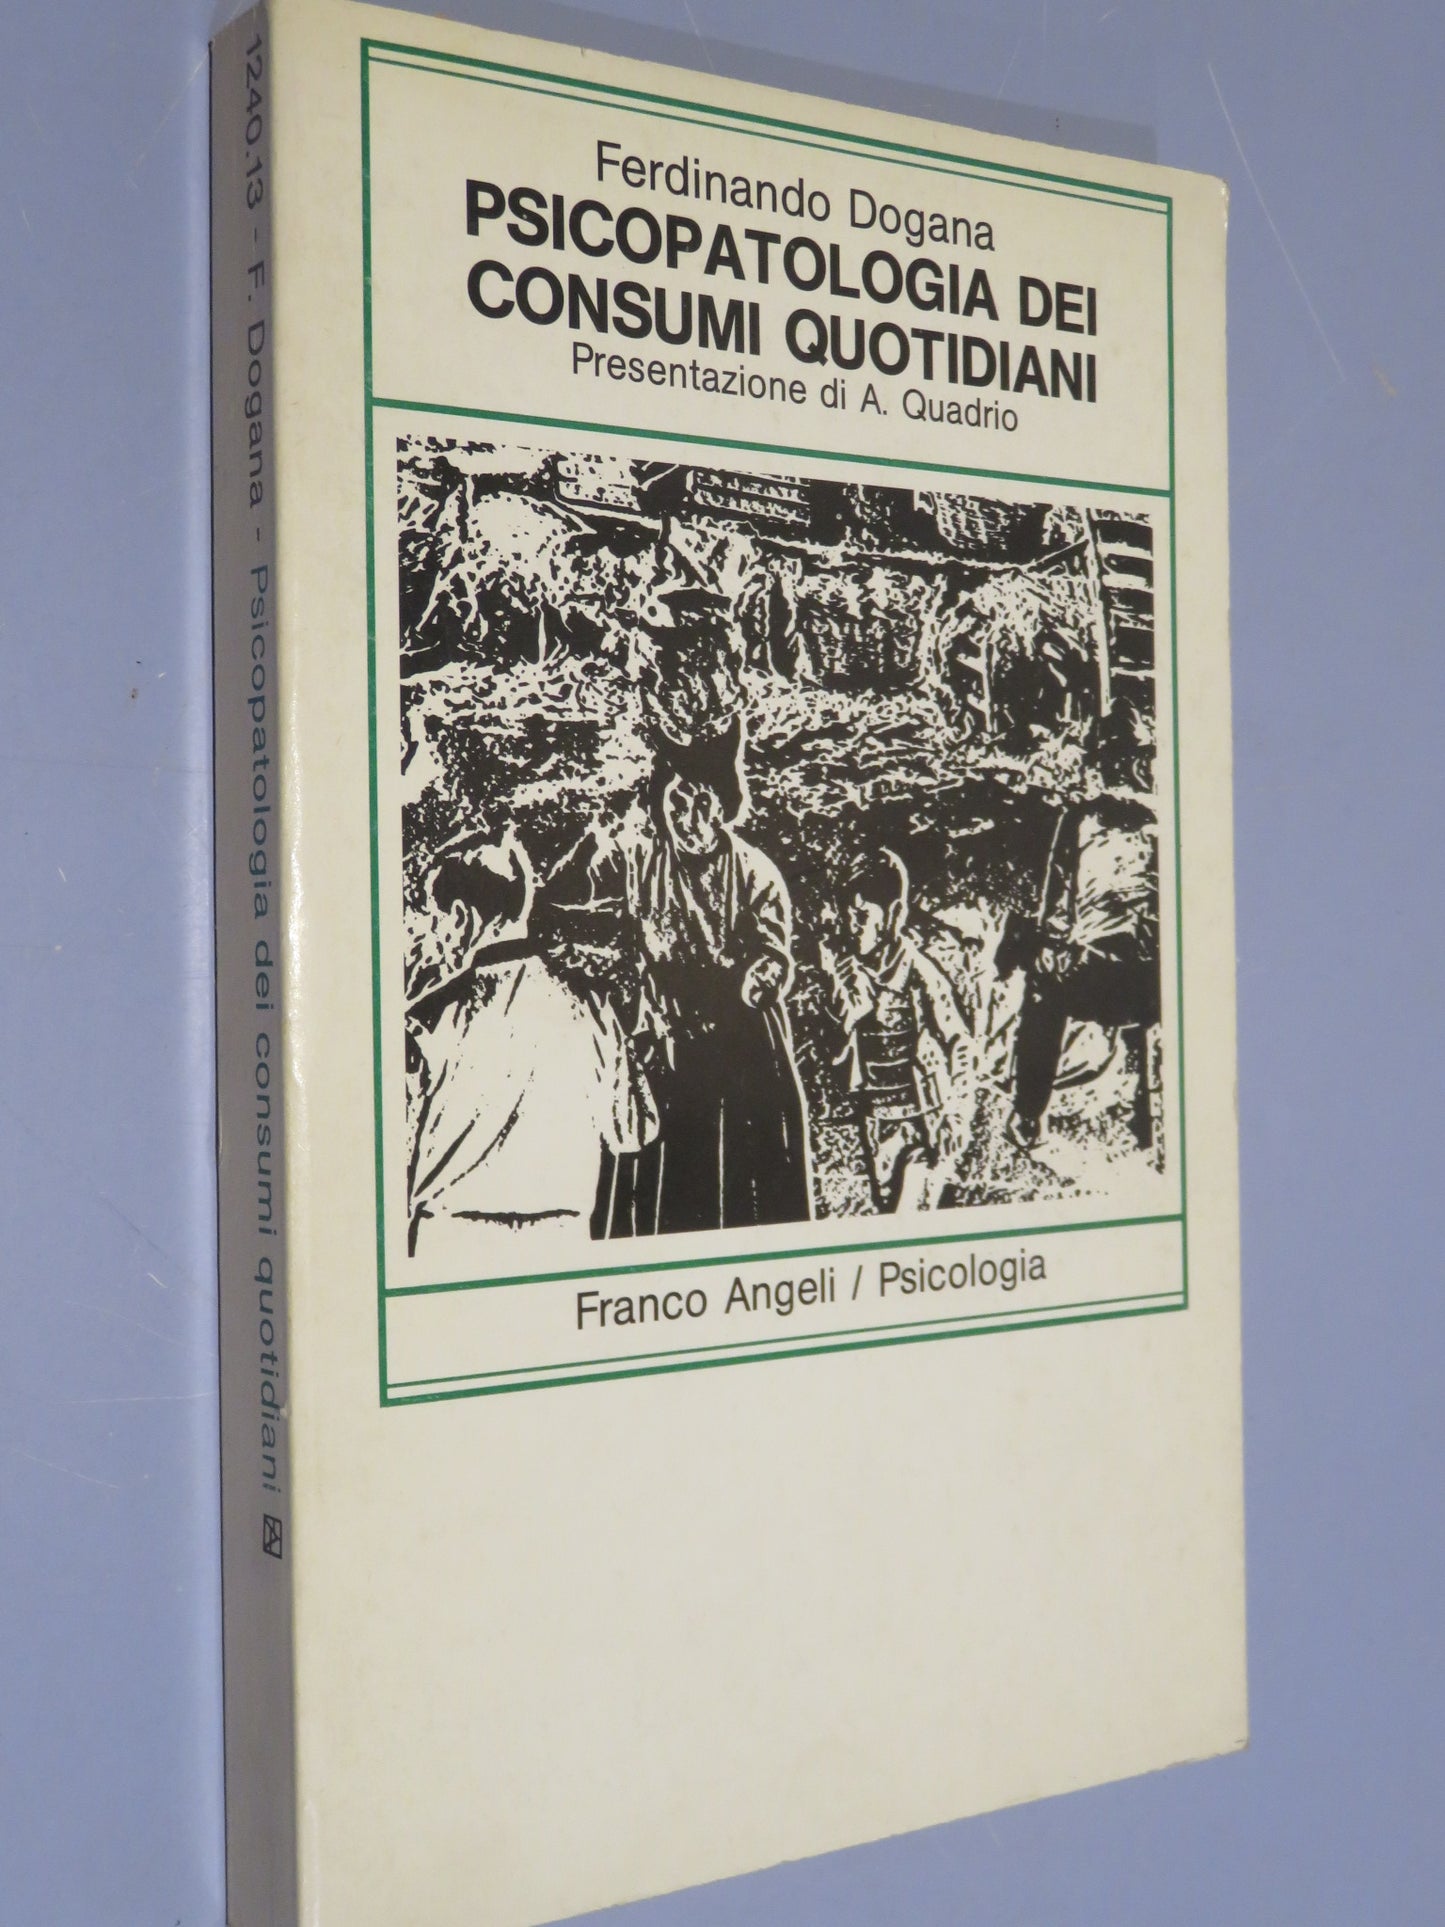 Ferdinando Dogana
PSICOPATOLOGIA DEI
CONSUMI QUOTIDIANI
Presentazione di A. Quadrio
Franco Angeli / Psicologia
1240.13 - F. Dogana - Psicopatologia dei consumi quotidiani